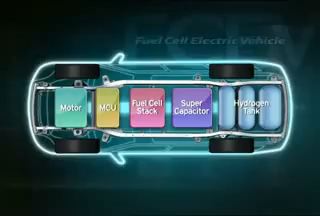 Fuel Cell Electric Vehicle
Motor
MCU
Fuel Cell
Stack
Super
Capacitor
Hydrogen
Tank